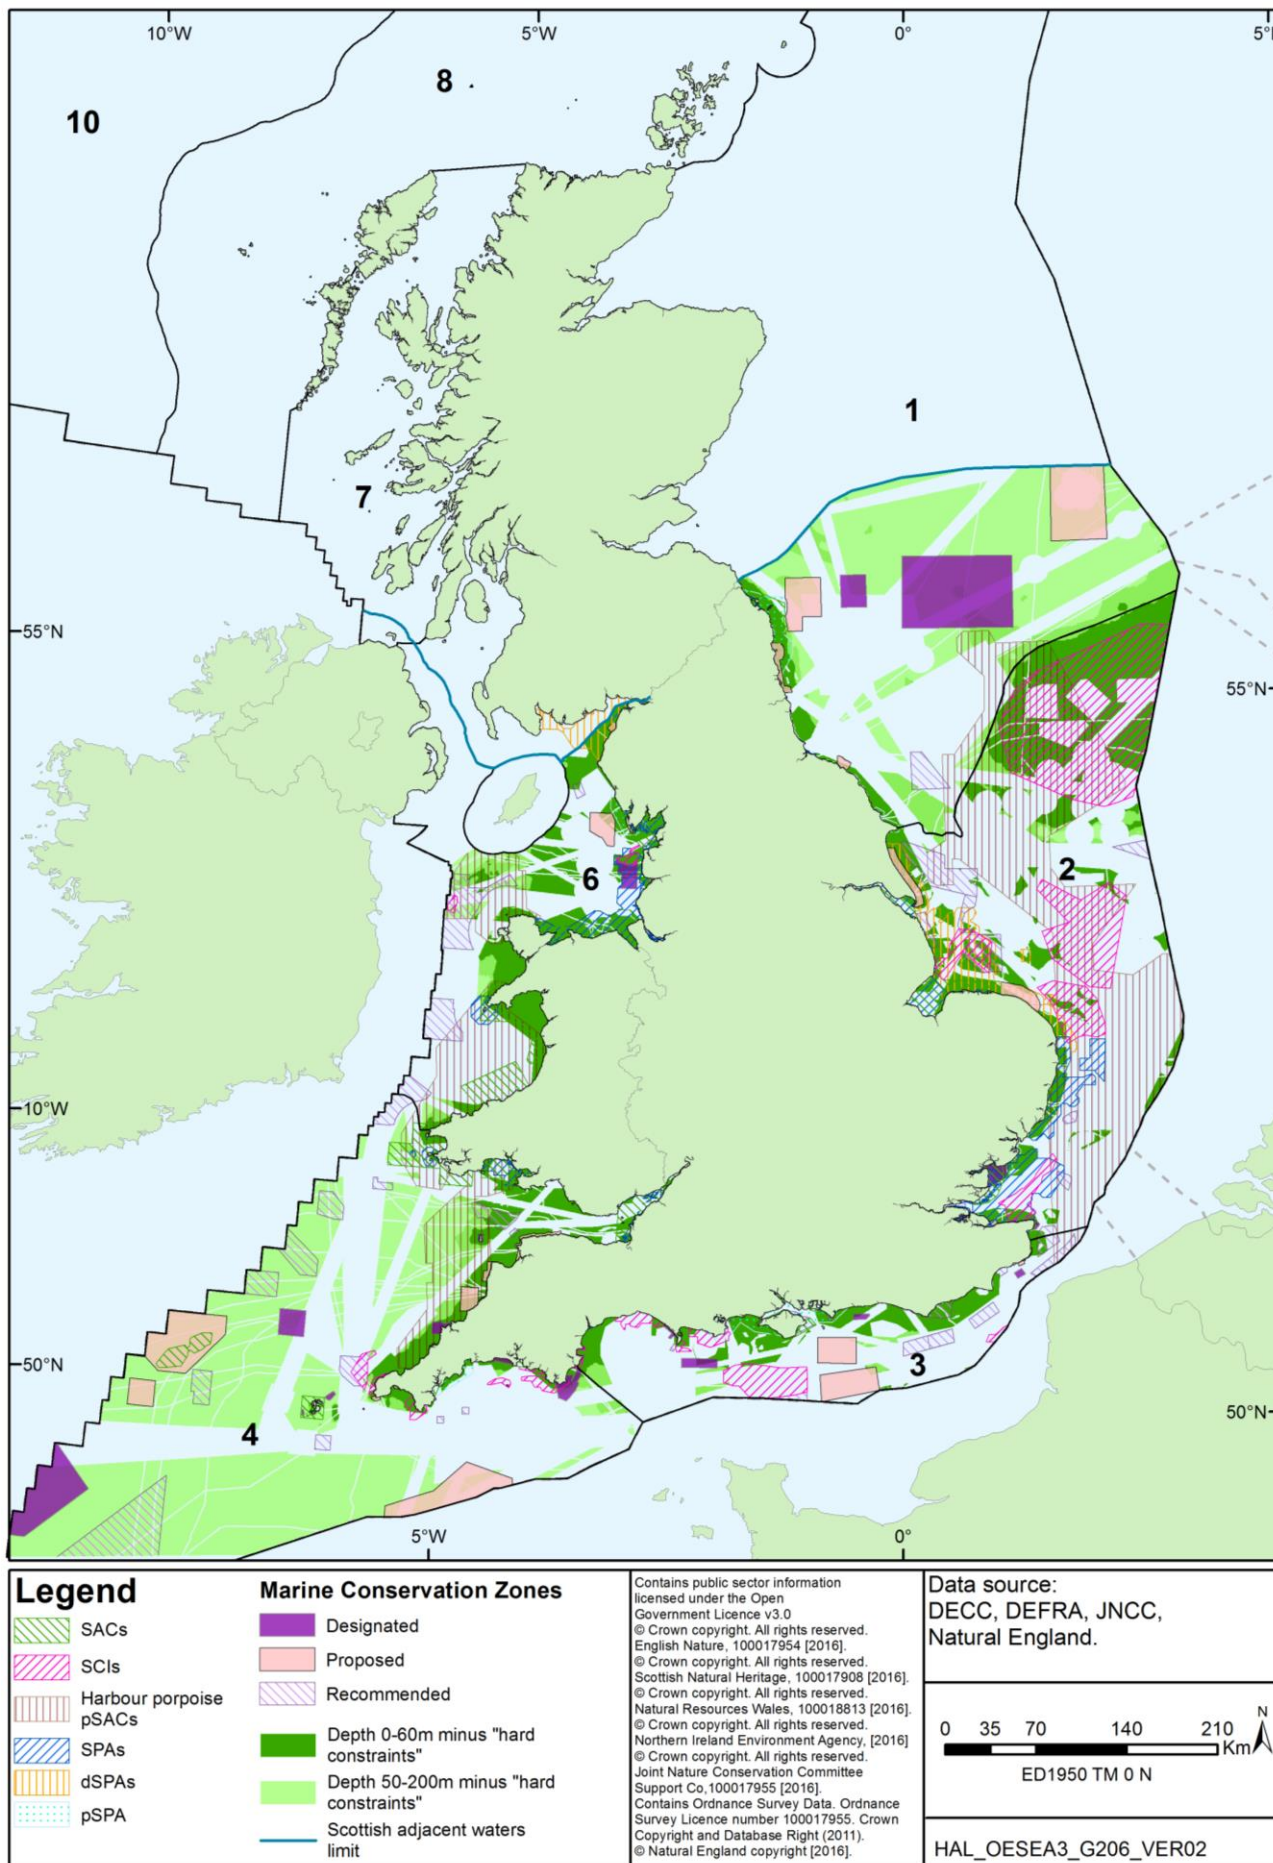 10°W
5°W
0°
5°
8
10
1
7
55°N
55°N
6
2
10°W
50°N
3
50°N
4
5°W
0°
Legend
SACs
SCIs
Harbour porpoise
pSACs
SPAs
dSPAs
pSPA
Marine Conservation Zones
Designated
Proposed
Recommended
Depth 0-60m minus "hard
constraints"
Depth 50-200m minus "hard
constraints"
Scottish adjacent waters
limit
Contains public sector information
licensed under the Open
Government Licence v3.0
© Crown copyright. All rights reserved.
English Nature, 100017954 [2016].
© Crown copyright. All rights reserved.
Scottish Natural Heritage, 100017908 [2016].
© Crown copyright. All rights reserved.
Natural Resources Wales, 100018813 [2016].
© Crown copyright. All rights reserved.
Northern Ireland Environment Agency, [2016]
© Crown copyright. All rights reserved.
Joint Nature Conservation Committee
Support Co,100017955 [2016].
Contains Ordnance Survey Data. Ordnance
Survey Licence number 100017955. Crown
Copyright and Database Right (2011).
© Natural England copyright [2016].
Data source:
DECC, DEFRA, JNCC,
Natural England.
0 35 70 140 210
Km
N
ED1950 TM 0 N
HAL_OESEA3_G206_VER02